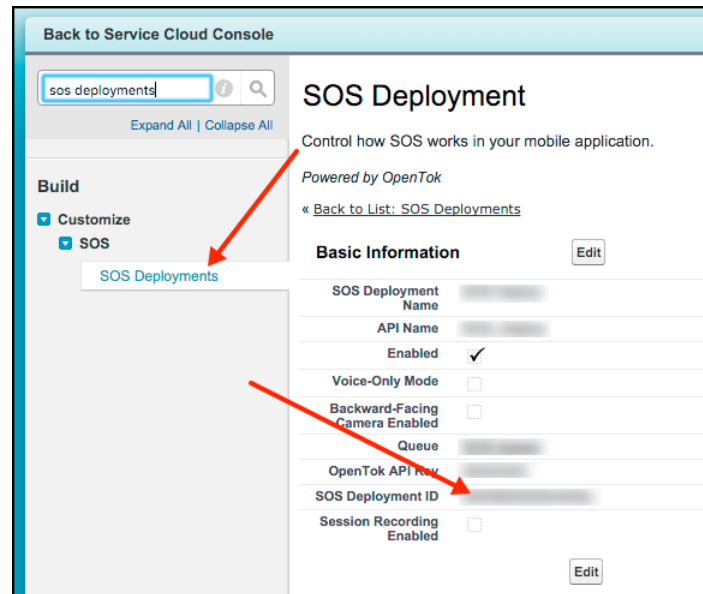 Back to Service Cloud Console
sos deployments
Expand All | Collapse All
Build
Customize
SOS
SOS Deployments
SOS Deployment
Control how SOS works in your mobile application.
Powered by OpenTok
« Back to List: SOS Deployments
Basic Information
Edit
SOS Deployment
Name
API Name
Enabled
Voice-Only Mode
Backward-Facing
Camera Enabled
Queue
OpenTok API Key
SOS Deployment ID
Session Recording
Enabled
Edit